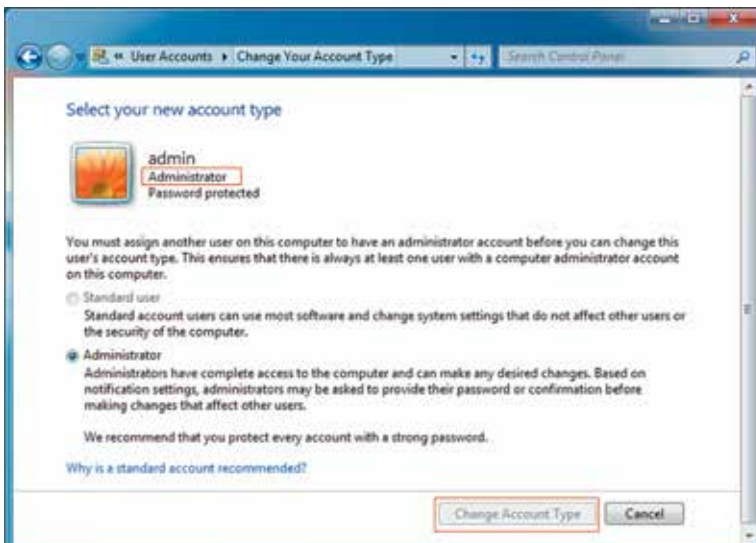 « User Accounts ▸ Change Your Account Type
Search Control Panel
Select your new account type
admin
Administrator
Password protected
You must assign another user on this computer to have an administrator account before you can change this
user's account type. This ensures that there is always at least one user with a computer administrator account
on this computer.
Standard user
Standard account users can use most software and change system settings that do not affect other users or
the security of the computer.
Administrator
Administrators have complete access to the computer and can make any desired changes. Based on
notification settings, administrators may be asked to provide their password or confirmation before
making changes that affect other users.
We recommend that you protect every account with a strong password.
Why is a standard account recommended?
Change Account Type
Cancel